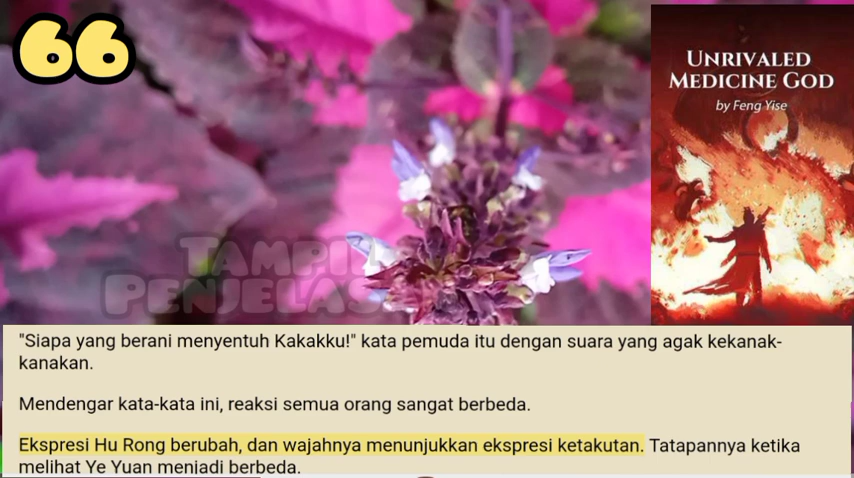 66
UNRIVALED
MEDICINE GOD
by Feng Yise
TAMPIL
PENJELAS
"Siapa yang berani menyentuh Kakakku!" kata pemuda itu dengan suara yang agak kekanak-
kanakan.
Mendengar kata-kata ini, reaksi semua orang sangat berbeda.
Ekspresi Hu Rong berubah, dan wajahnya menunjukkan ekspresi ketakutan. Tatapannya ketika
melihat Ye Yuan menjadi berbeda.